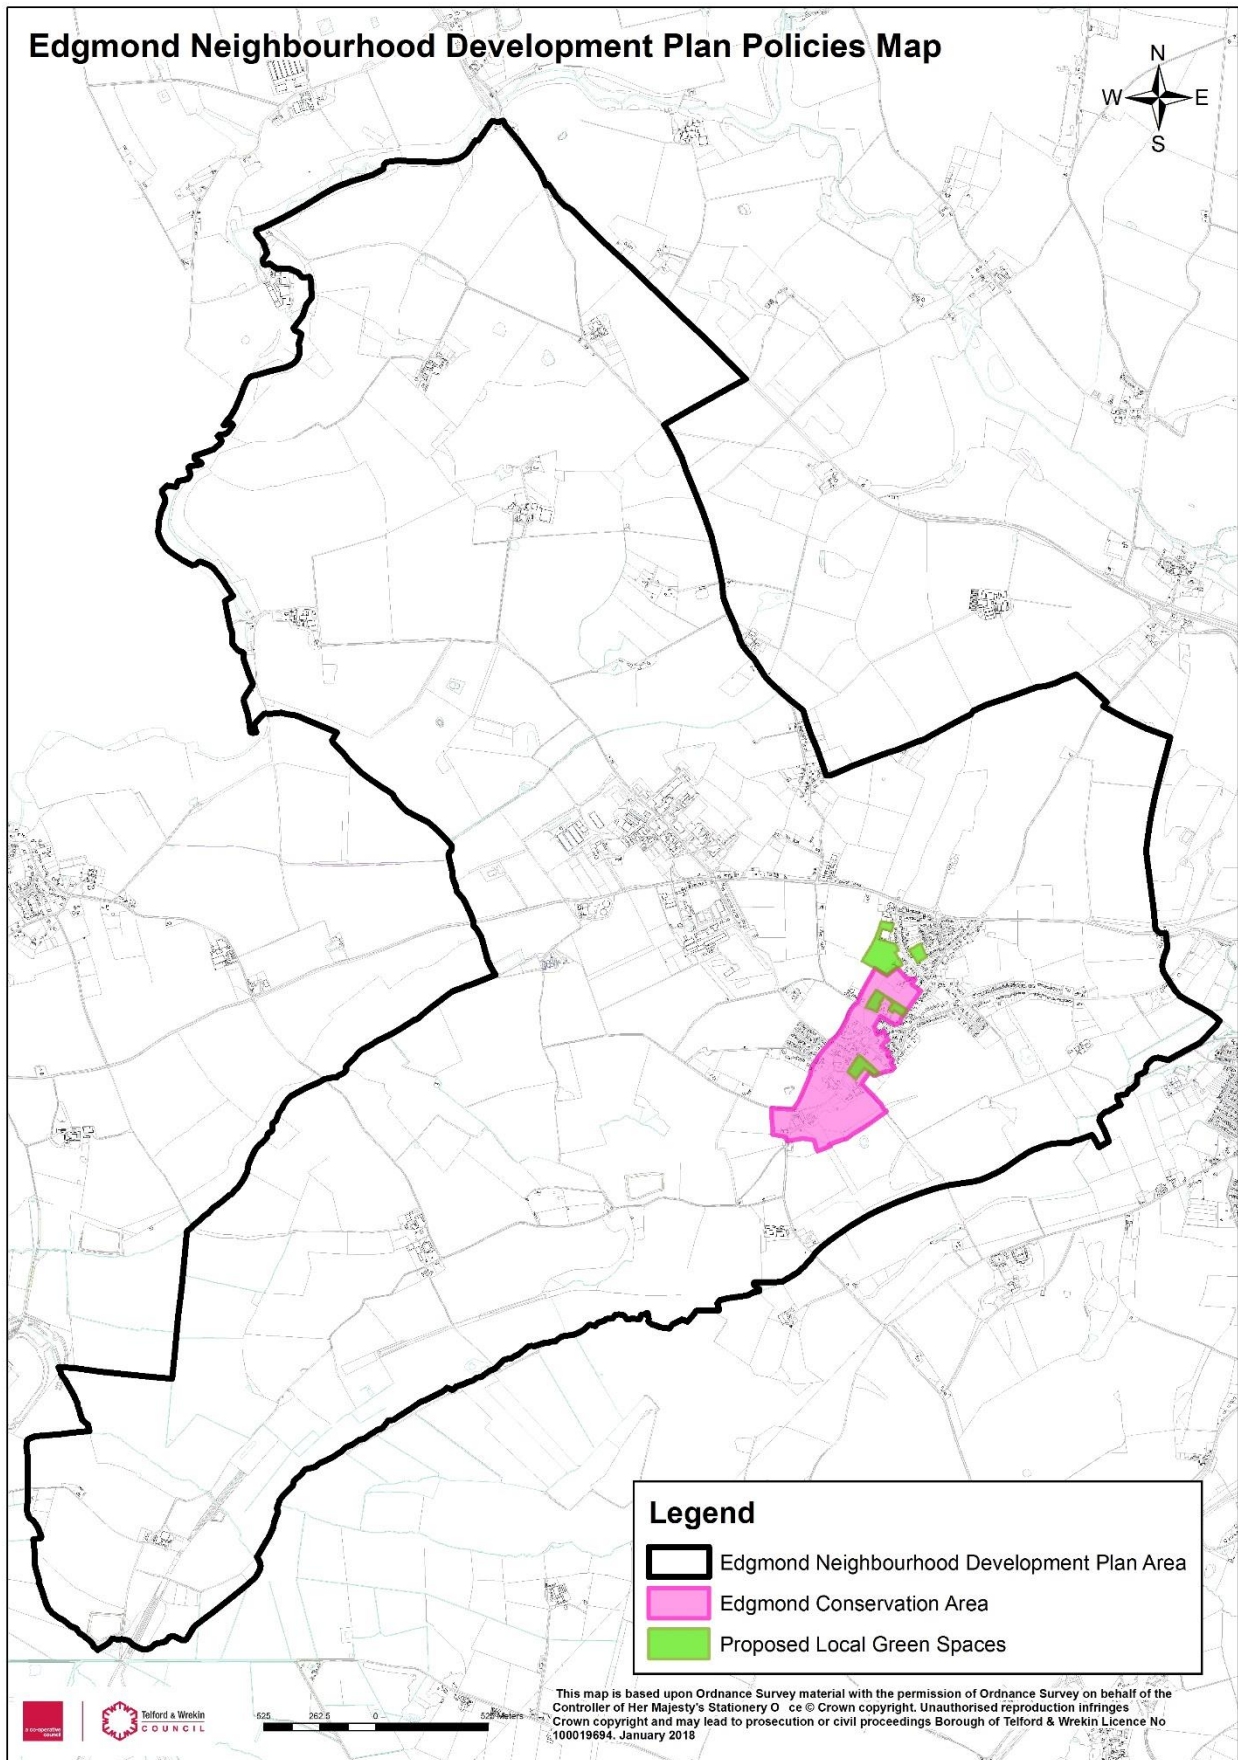 Edgmond Neighbourhood Development Plan Policies Map
N
W E
S
Legend
Edgmond Neighbourhood Development Plan Area
Edgmond Conservation Area
Proposed Local Green Spaces
This map is based upon Ordnance Survey material with the permission of Ordnance Survey on behalf of the
Controller of Her Majesty's Stationery O ce © Crown copyright. Unauthorised reproduction infringes
Crown copyright and may lead to prosecution or civil proceedings Borough of Telford & Wrekin Licence No
100019694. January 2018
a co-operative
council
Telford & Wrekin
COUNCIL
525 262.5 0 525 Meters